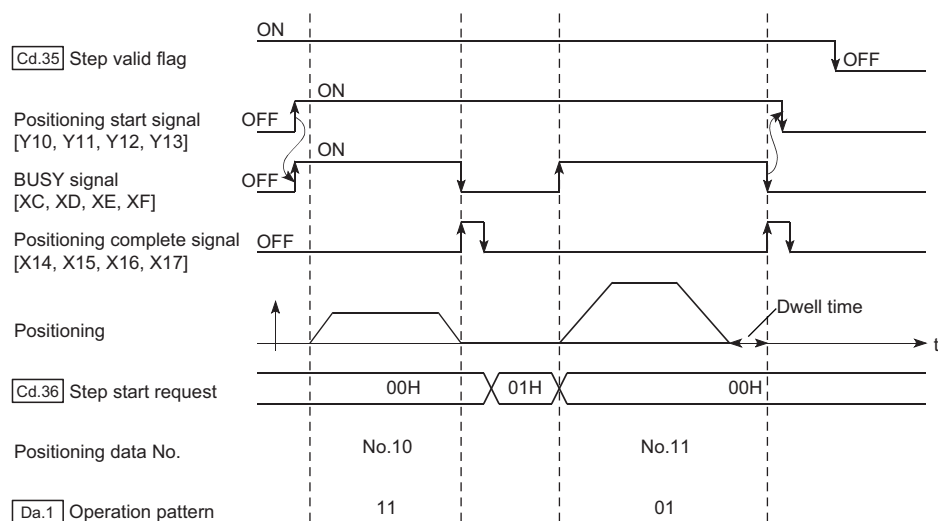 ON
Cd.35 Step valid flag
OFF
ON
Positioning start signal
OFF
[Y10, Y11, Y12, Y13]
ON
BUSY signal
OFF
[XC, XD, XE, XF]
Positioning complete signal
OFF
[X14, X15, X16, X17]
Dwell time
Positioning
t
Cd.36 Step start request
00H
01H
00H
Positioning data No.
No.10
No.11
Da.1 Operation pattern
11
01